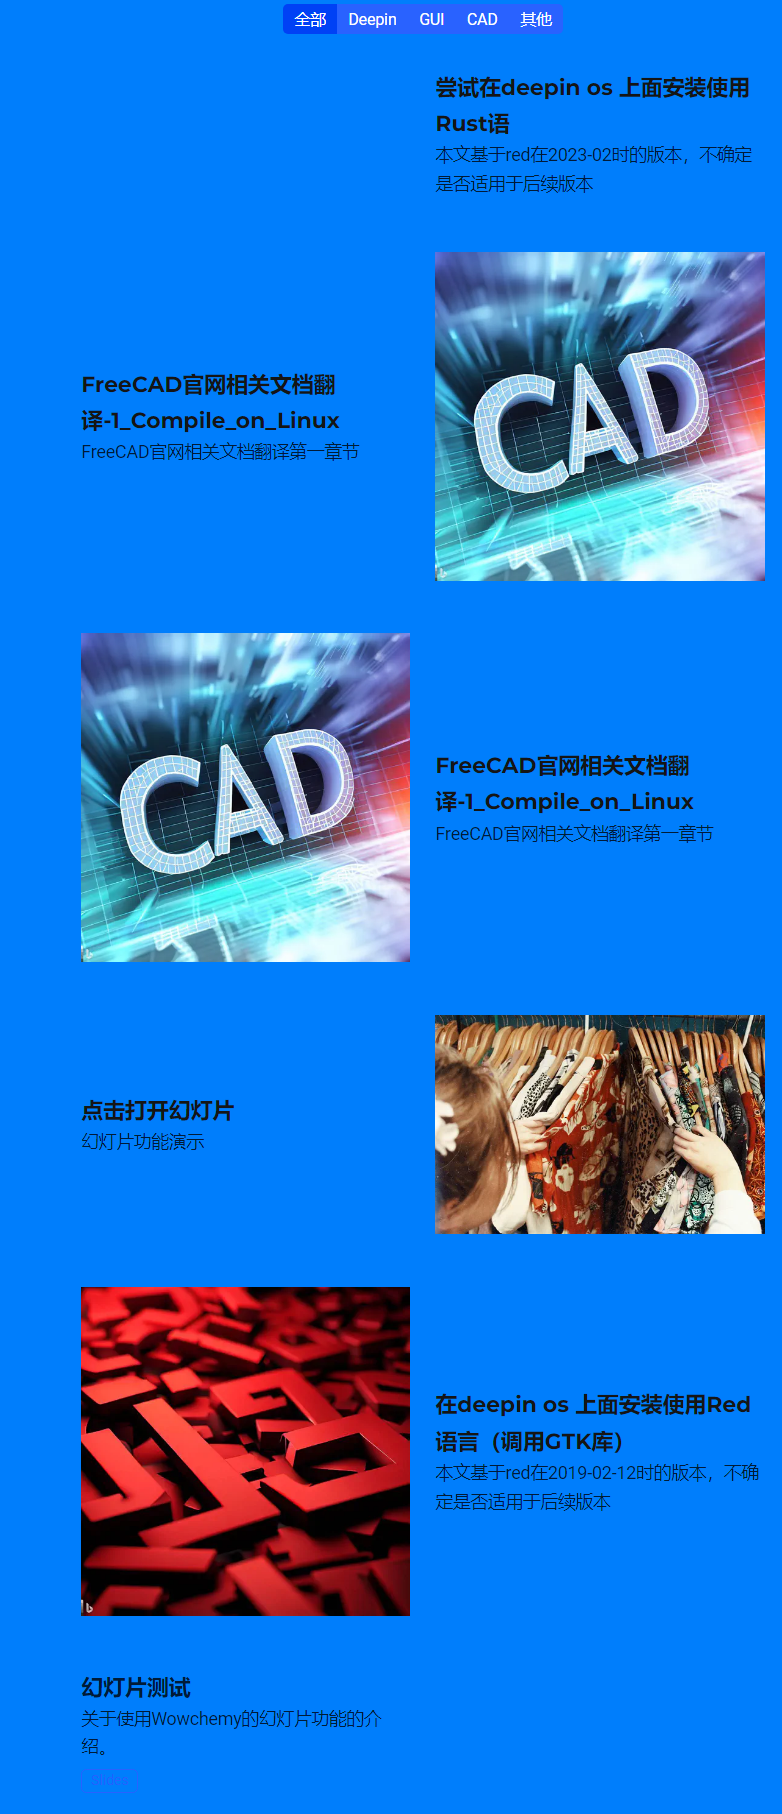 全部 Deepin GUI CAD 其他
尝试在deepin os 上面安装使用
Rust语
本文基于red在2023-02时的版本，不确定
是否适用于后续版本
FreeCAD官网相关文档翻
译-1_Compile_on_Linux
FreeCAD官网相关文档翻译第一章节
CAD
CAD
FreeCAD官网相关文档翻
译-1_Compile_on_Linux
FreeCAD官网相关文档翻译第一章节
点击打开幻灯片
幻灯片功能演示
在deepin os 上面安装使用Red
语言（调用GTK库）
本文基于red在2019-02-12时的版本，不确
定是否适用于后续版本
幻灯片测试
关于使用Wowchemy的幻灯片功能的介
绍。
Slides